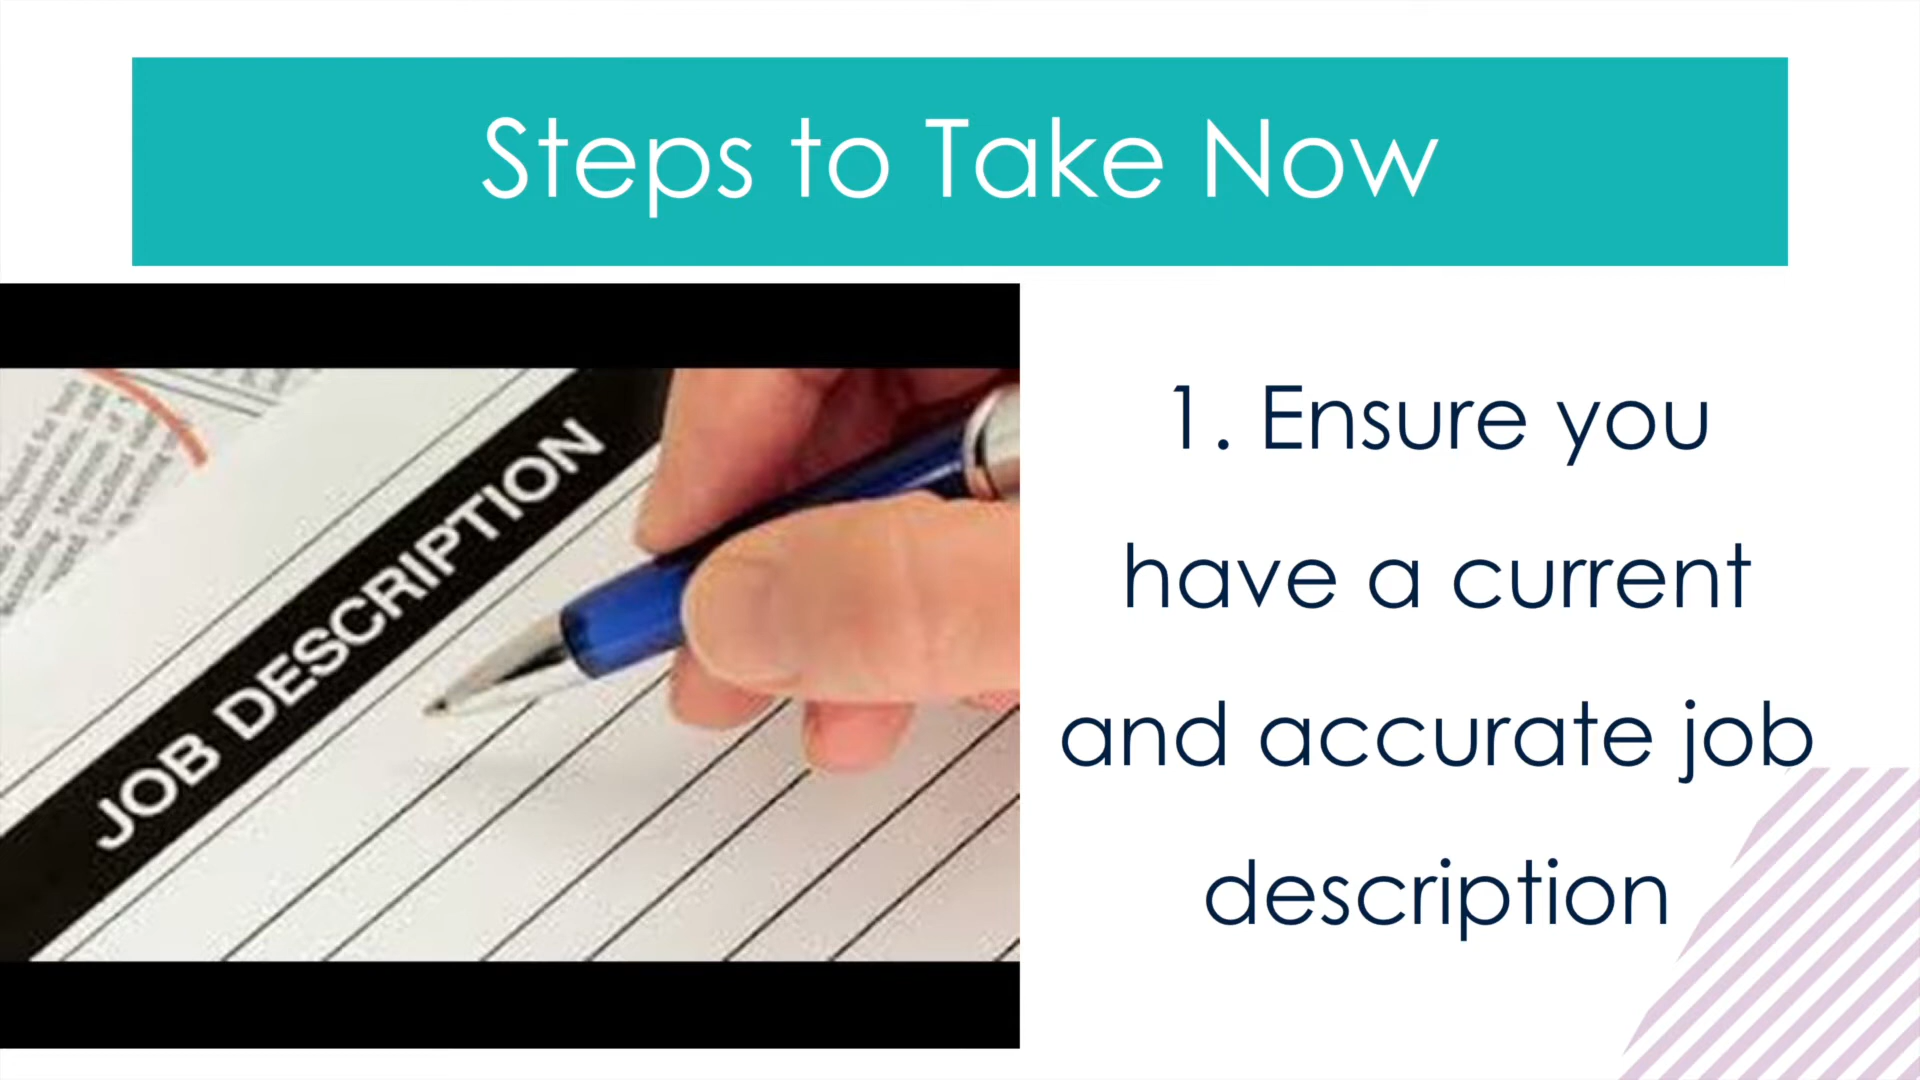 Steps to Take Now
JOB DESCRIPTION
1. Ensure you
have a current
and accurate job
description